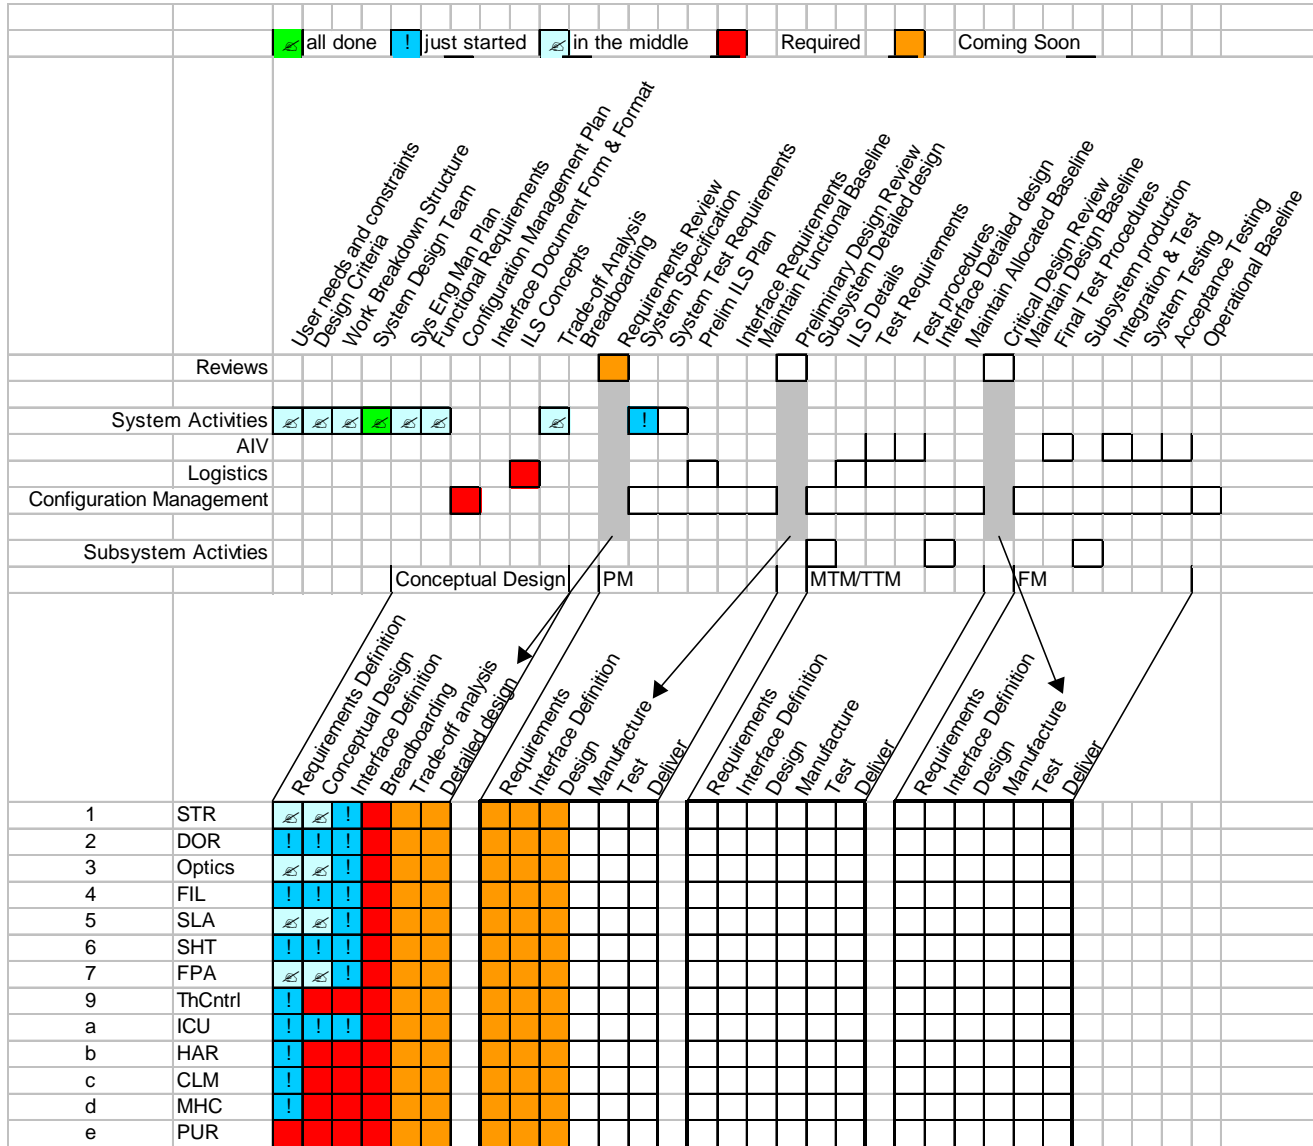 all done ! just started in the middle Required Coming Soon
User needs and constraints
Design Criteria
Work Breakdown Structure
System Design Team
Sys Eng Man Plan
Functional Requirements
Configuration Management Plan
Interface Document Form & Format
ILS Concepts
Trade-off Analysis
Breadboarding
Requirements Review
System Specification
System Test Requirements
Prelim ILS Plan
Interface Requirements
Maintain Functional Baseline
Preliminary Design Review
Subsystem Detailed design
ILS Details
Test Requirements
Test procedures
Interface Detailed design
Maintain Allocated Baseline
Critical Design Review
Maintain Design Baseline
Final Test Procedures
Subsystem production
Integration & Test
System Testing
Acceptance Testing
Operational Baseline
Reviews
System Activities !
AIV
Logistics
Configuration Management
Subsystem Activties
Conceptual Design PM MTM/TTM FM
Requirements Definition
Conceptual Design
Interface Definition
Breadboarding
Trade-off analysis
Detailed design
Requirements
Interface Definition
Design
Manufacture
Test
Deliver
Requirements
Interface Definition
Design
Manufacture
Test
Deliver
Requirements
Interface Definition
Design
Manufacture
Test
Deliver
1 STR !
2 DOR ! ! !
3 Optics !
4 FIL ! ! !
5 SLA !
6 SHT ! ! !
7 FPA !
9 ThCntrl !
a ICU ! ! !
b HAR !
c CLM !
d MHC !
e PUR